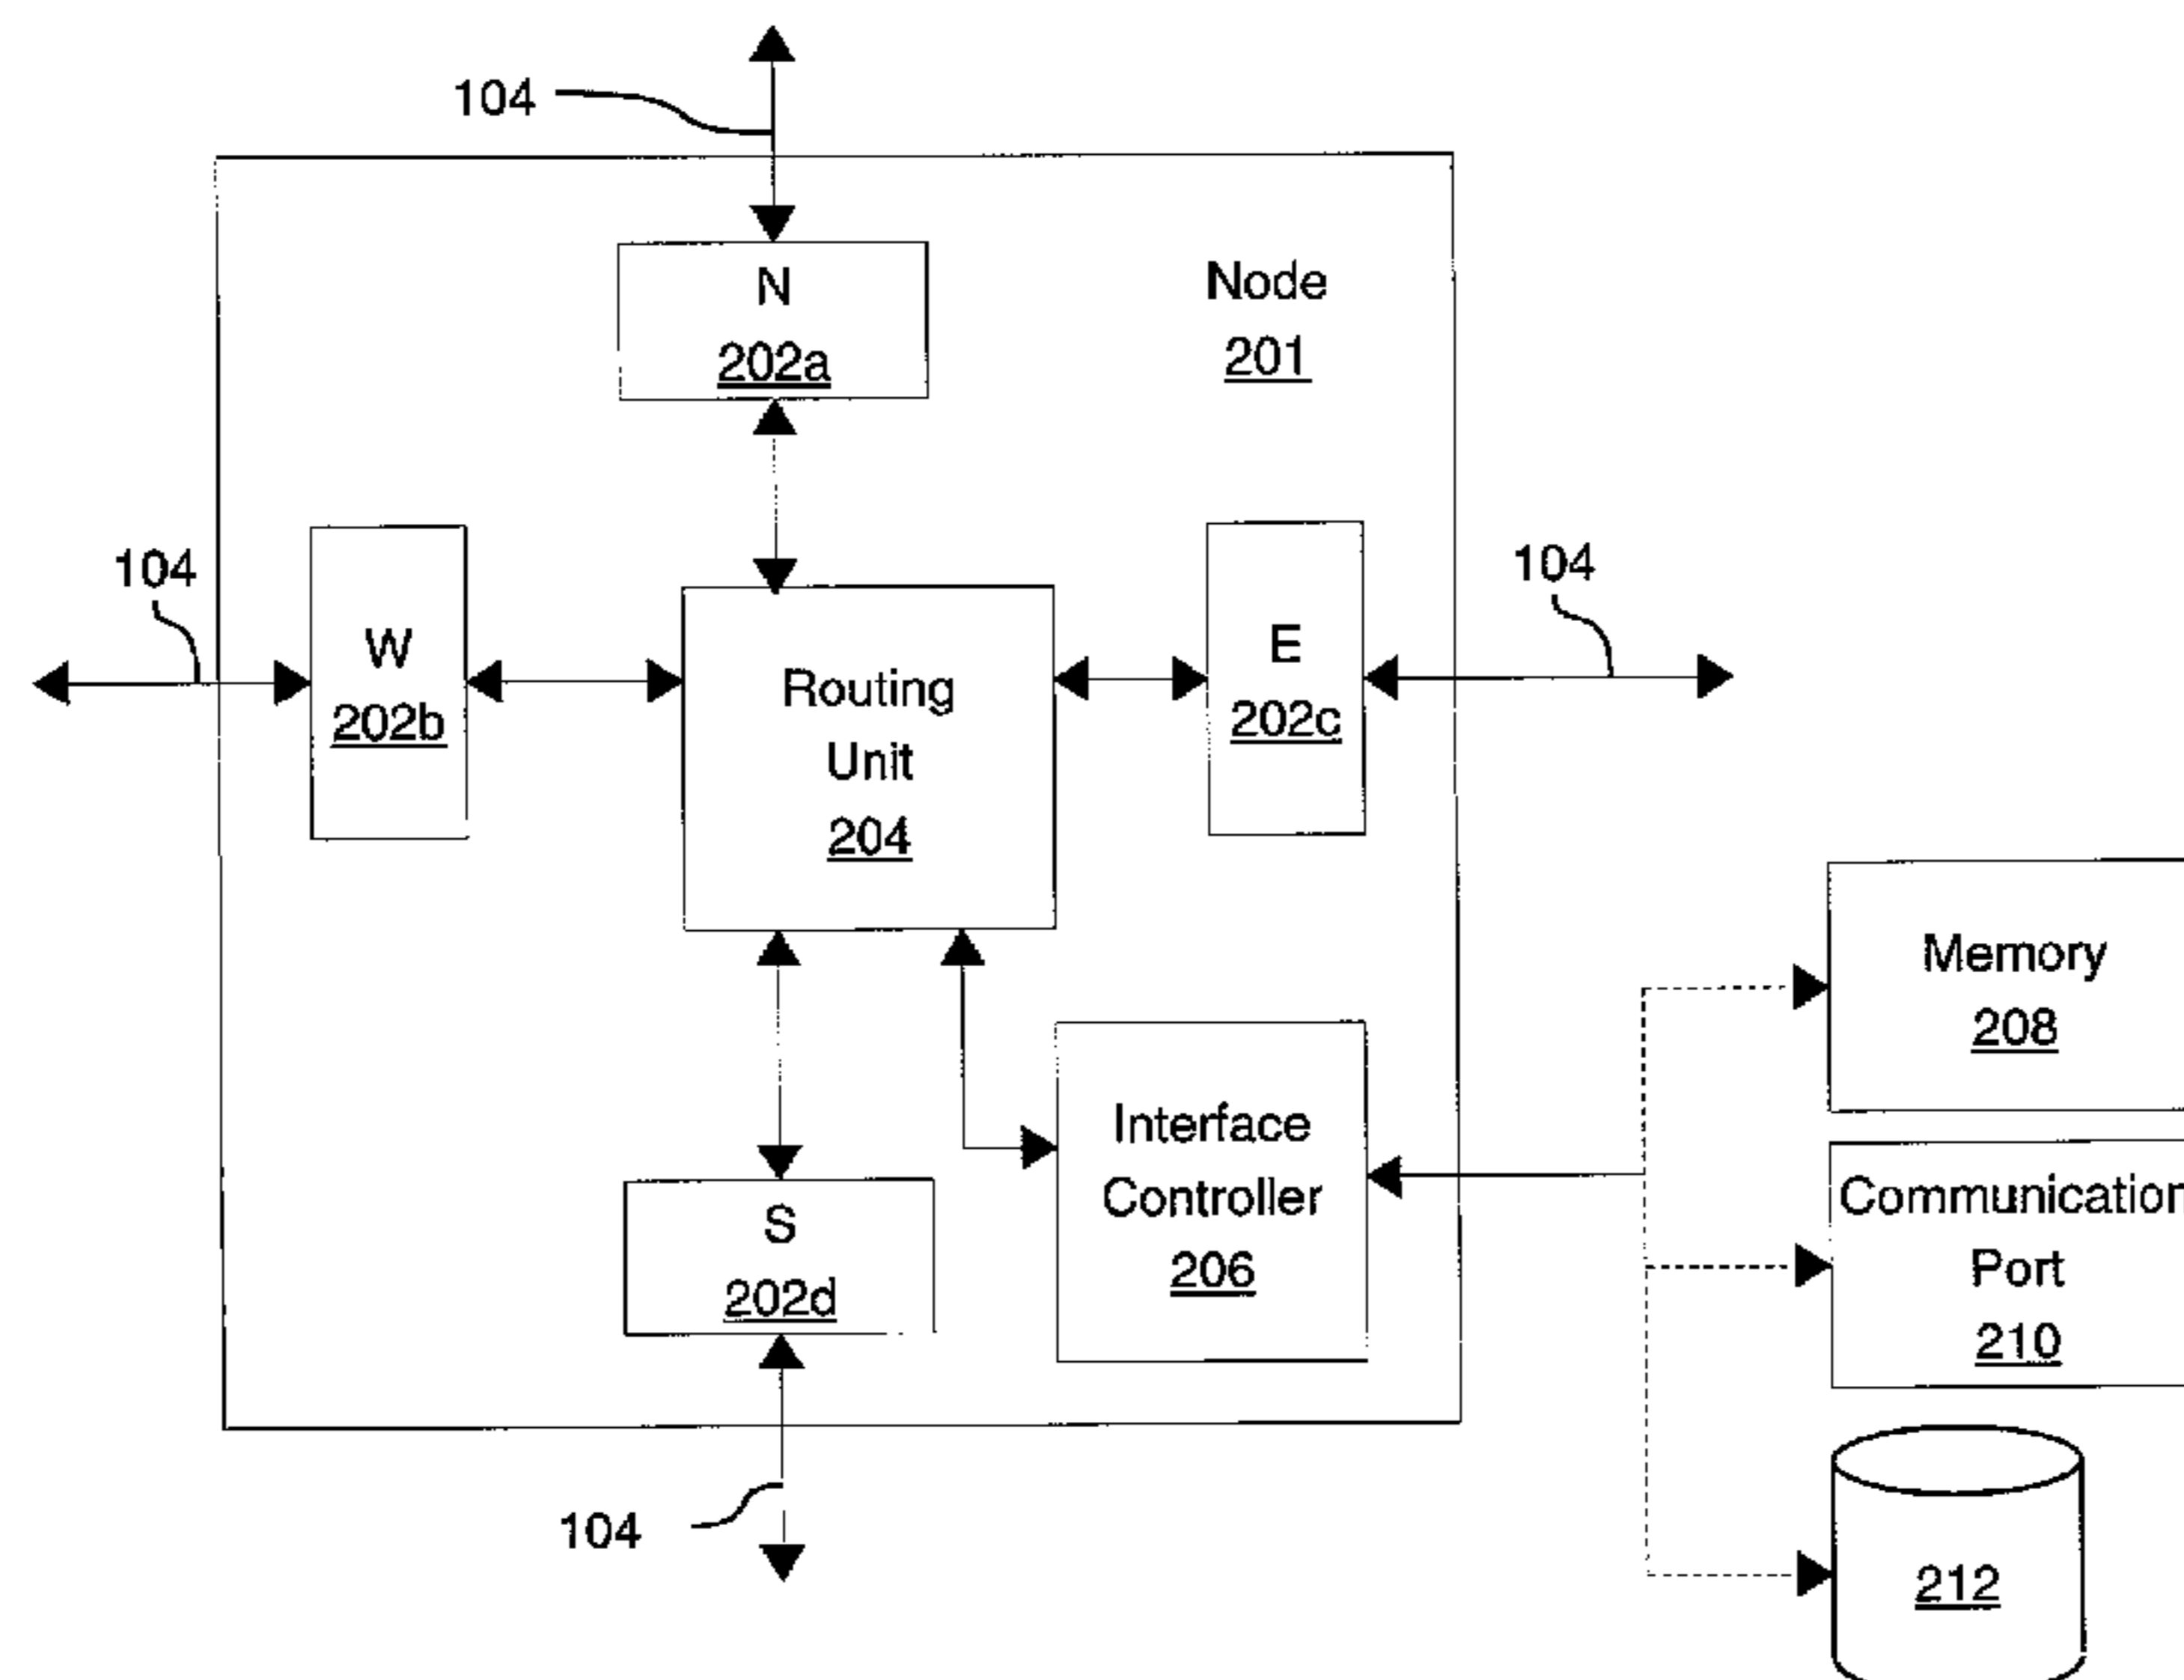 104
N
202a
Node
201
104
W
202b
Routing
Unit
204
E
202c
104
Memory
208
Interface
Controller
206
Communication
Port
210
S
202d
104
212